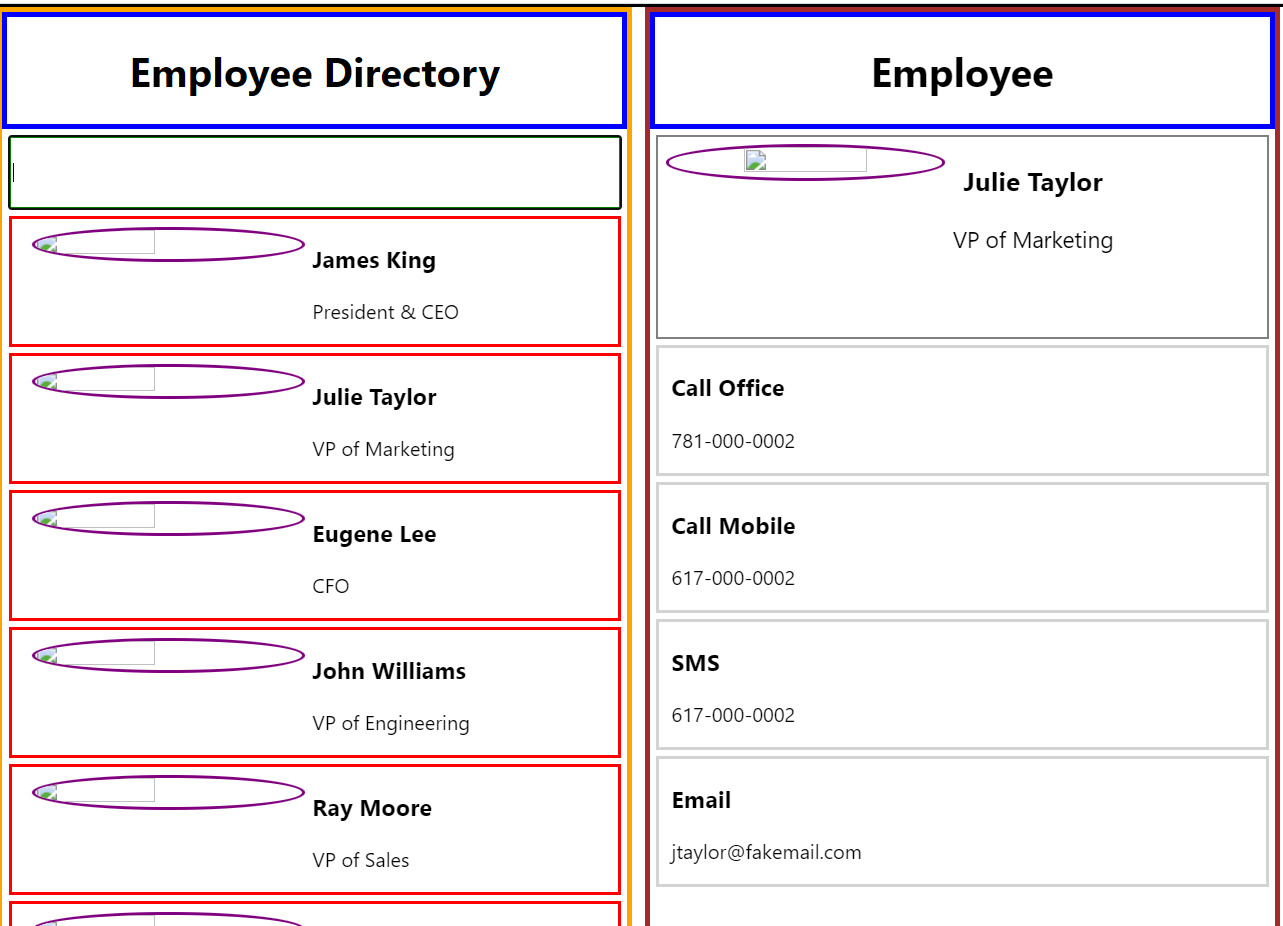 Employee Directory
James King
President & CEO
Julie Taylor
VP of Marketing
Eugene Lee
CFO
John Williams
VP of Engineering
Ray Moore
VP of Sales
Employee
Julie Taylor
VP of Marketing
Call Office
781-000-0002
Call Mobile
617-000-0002
SMS
617-000-0002
Email
jtaylor@fakemail.com